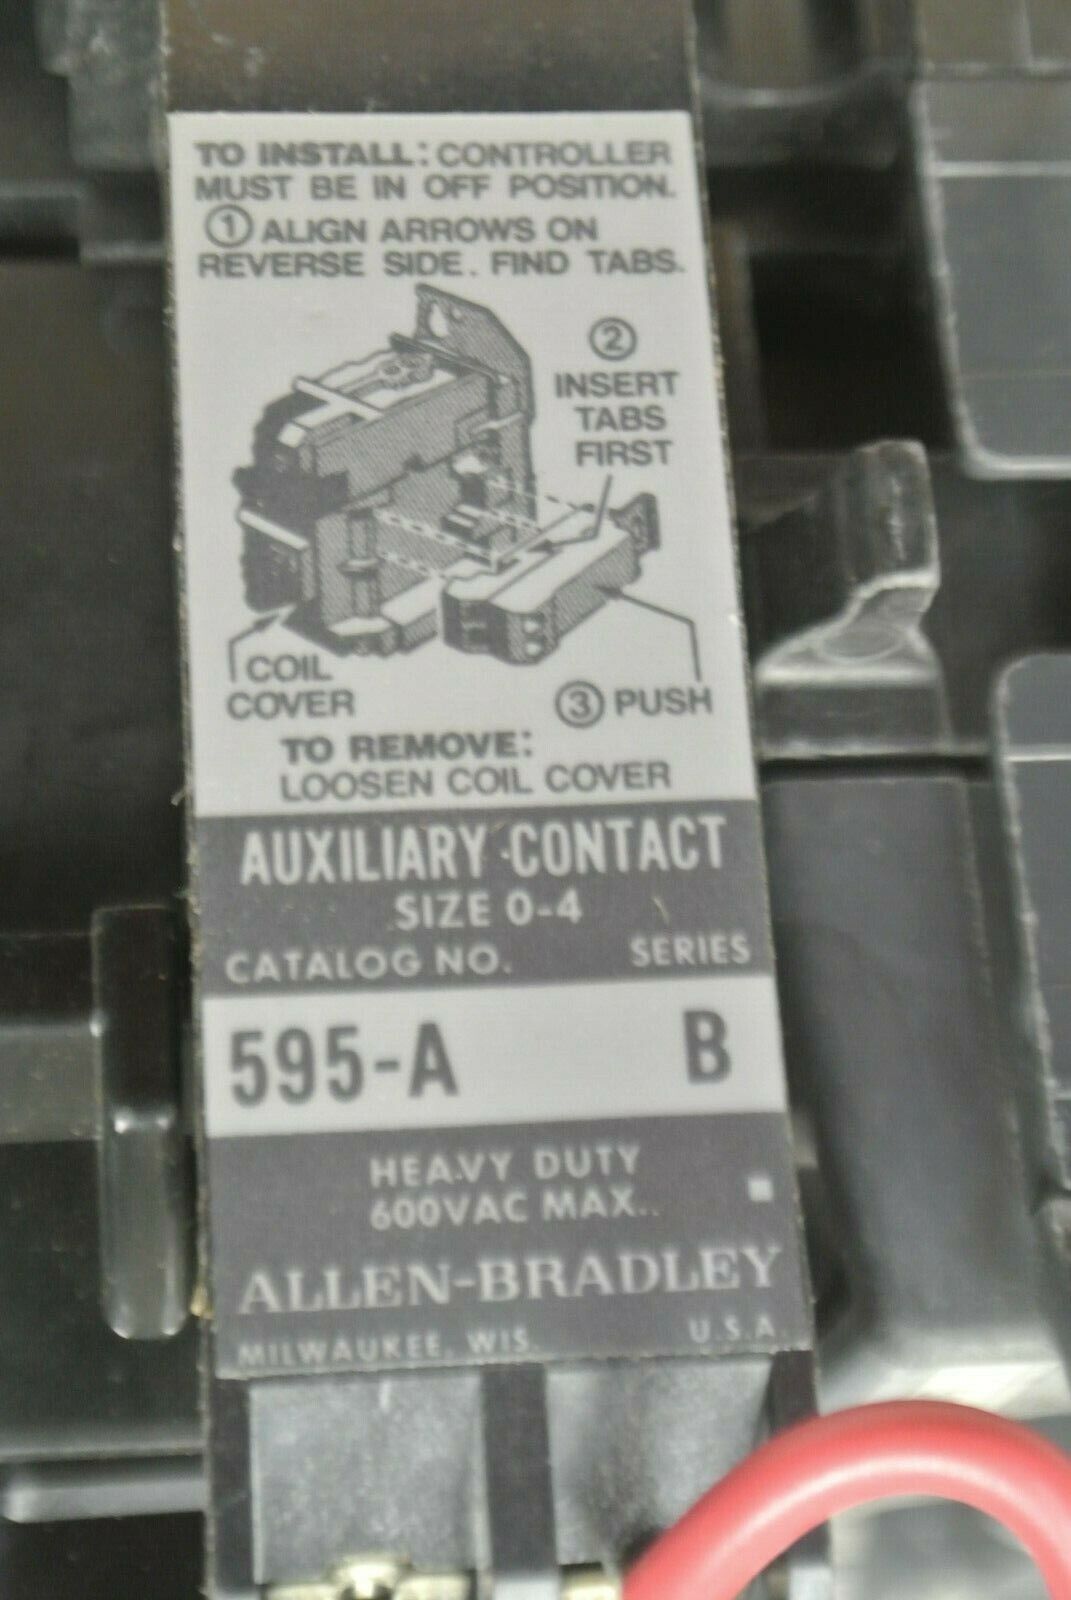 TO INSTALL: CONTROLLER
MUST BE IN OFF POSITION.
① ALIGN ARROWS ON
REVERSE SIDE. FIND TABS.
②
INSERT
TABS
FIRST
COIL
COVER
③ PUSH
TO REMOVE:
LOOSEN COIL COVER
AUXILIARY CONTACT
SIZE 0-4
CATALOG NO. SERIES
595-A B
HEAVY DUTY
600VAC MAX.
ALLEN-BRADLEY
MILWAUKEE, WIS. U.S.A.